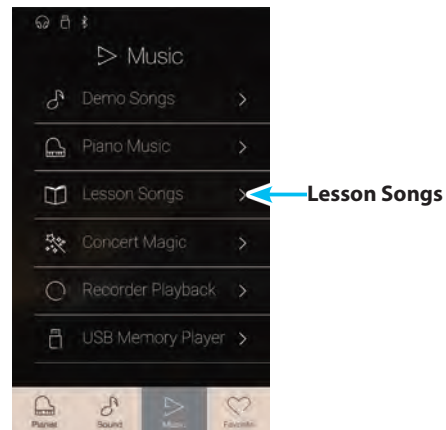 Music
Demo Songs
Piano Music
Lesson Songs
Lesson Songs
Concert Magic
Recorder Playback
USB Memory Player
Pianist Sound Music Favorite